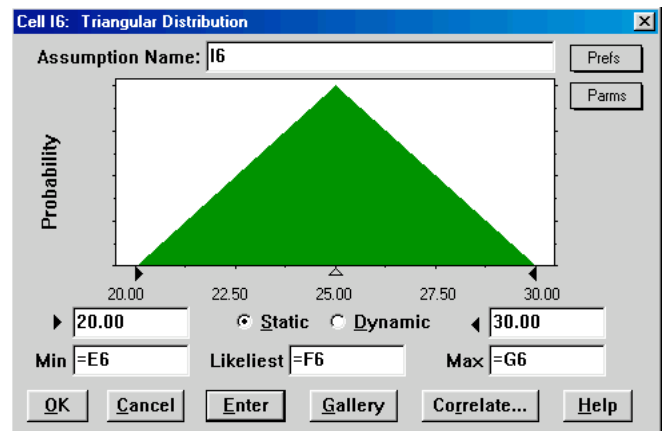 Cell I6: Triangular Distribution
Assumption Name: I6
Prefs
Parms
Probability
20.00 22.50 25.00 27.50 30.00
20.00 Static Dynamic 30.00
Min =E6 Likeliest =F6 Max =G6
OK Cancel Enter Gallery Correlate... Help